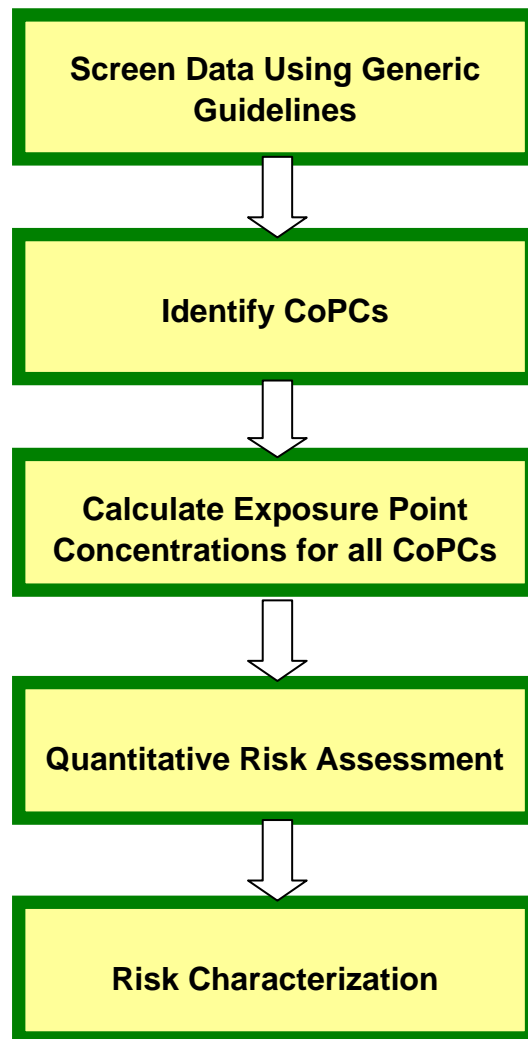 Screen Data Using Generic
Guidelines
Identify CoPCs
Calculate Exposure Point
Concentrations for all CoPCs
Quantitative Risk Assessment
Risk Characterization